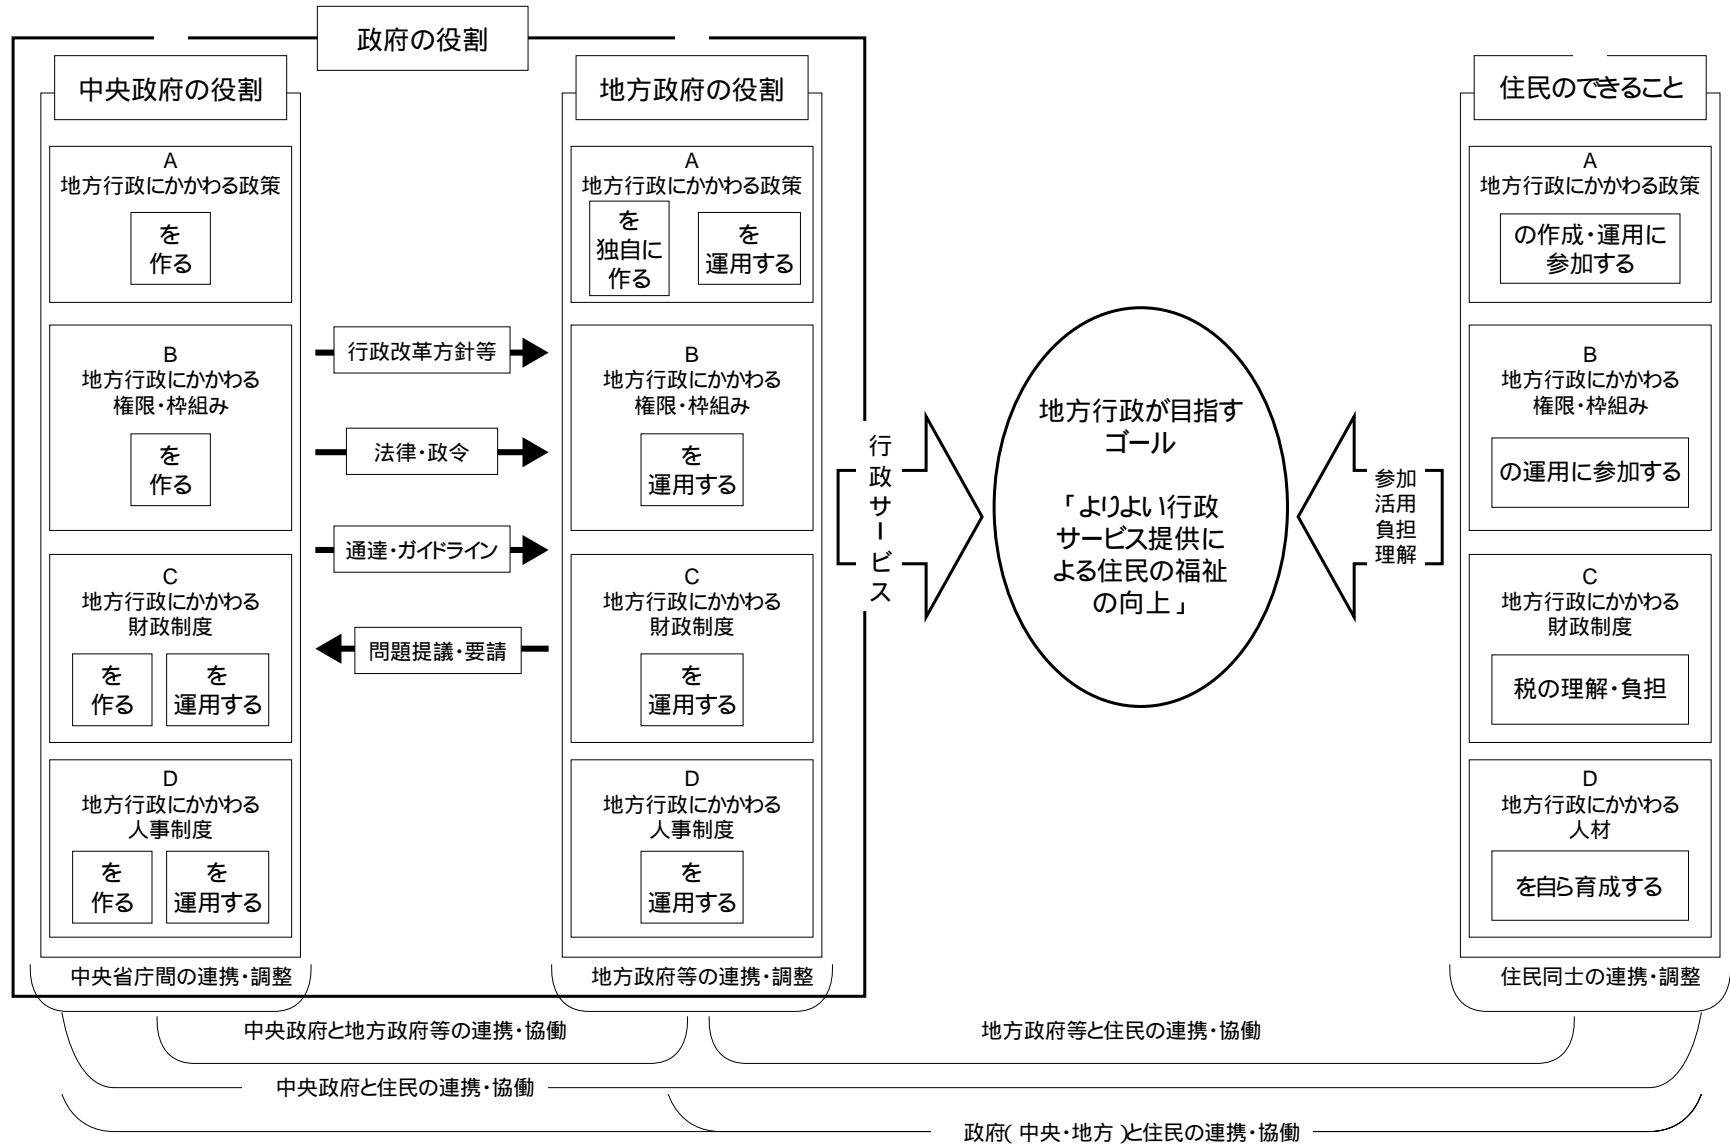 政府の役割
中央政府の役割
A
地方行政にかかわる政策
を
作る
B
地方行政にかかわる
権限・枠組み
を
作る
C
地方行政にかかわる
財政制度
を
作る
を
運用する
D
地方行政にかかわる
人事制度
を
作る
を
運用する
中央省庁間の連携・調整
行政改革方針等
法律・政令
通達・ガイドライン
問題提議・要請
地方政府の役割
A
地方行政にかかわる政策
を
独自に
作る
を
運用する
B
地方行政にかかわる
権限・枠組み
を
運用する
C
地方行政にかかわる
財政制度
を
運用する
D
地方行政にかかわる
人事制度
を
運用する
地方政府等の連携・調整
行政サービス
地方行政が目指す
ゴール
「よりよい行政
サービス提供に
よる住民の福祉
の向上」
参加
活用
負担
理解
住民のできること
A
地方行政にかかわる政策
の作成・運用に
参加する
B
地方行政にかかわる
権限・枠組み
の運用に参加する
C
地方行政にかかわる
財政制度
税の理解・負担
D
地方行政にかかわる
人材
を自ら育成する
住民同士の連携・調整
中央政府と地方政府等の連携・協働
地方政府等と住民の連携・協働
中央政府と住民の連携・協働
政府(中央・地方)と住民の連携・協働